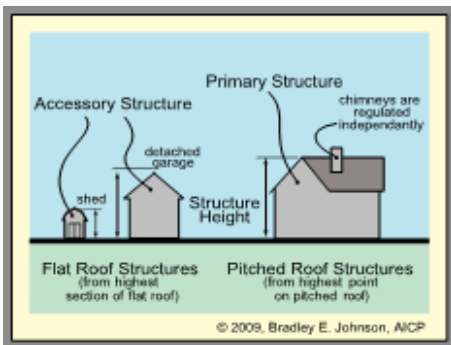 Primary Structure
Accessory Structure
chimneys are
regulated
independantly
detached
garage
shed
Structure
Height
Flat Roof Structures
(from highest
section of flat roof)
Pitched Roof Structures
(from highest point
on pitched roof)
© 2009, Bradley E. Johnson, AICP